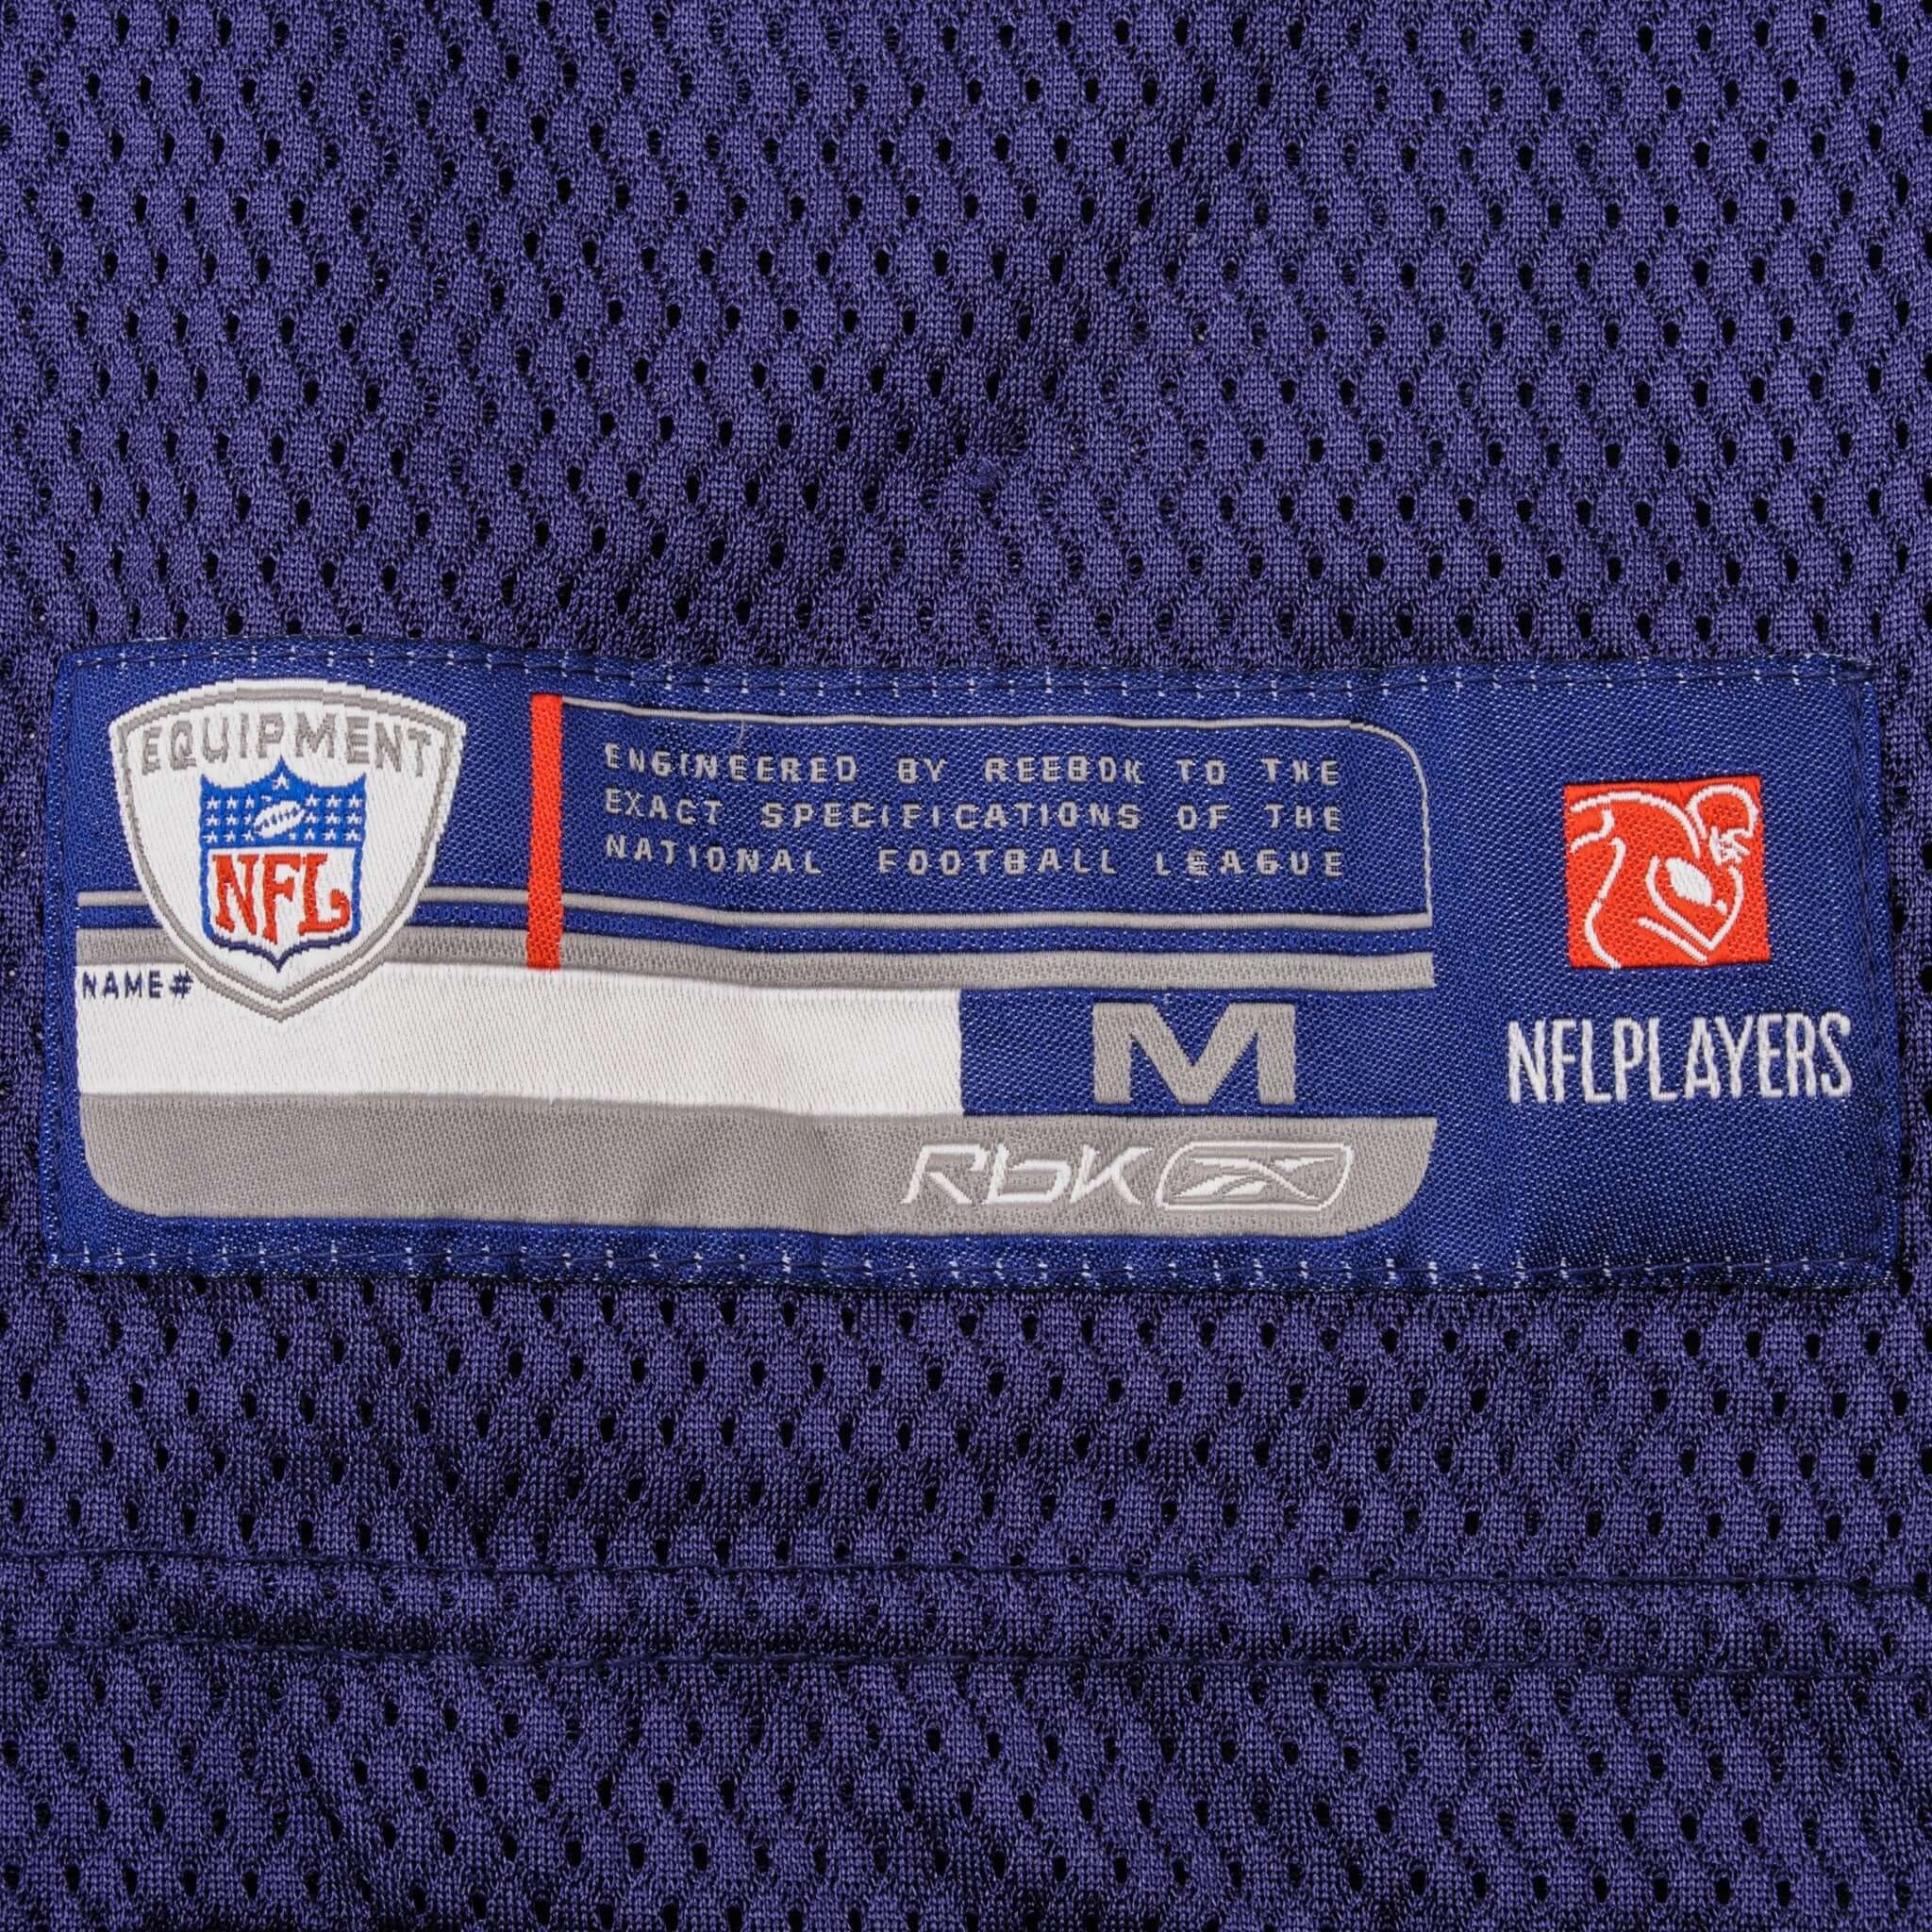 EQUIPMENT
NFL
ENGINEERED BY REEBOK TO THE
EXACT SPECIFICATIONS OF THE
NATIONAL FOOTBALL LEAGUE
NAME#
M
NFLPLAYERS
RbK